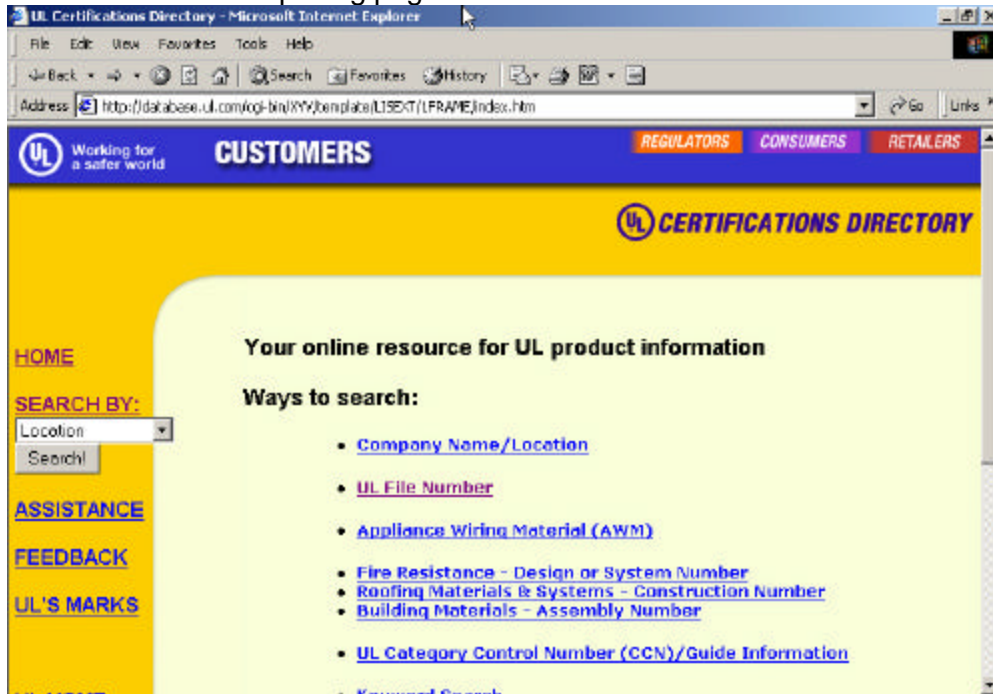 UL Certifications Directory - Microsoft Internet Explorer
File Edit View Favorites Tools Help
Back Search Favorites History
Address http://database.ul.com/cgi-bin/XYV/template/LISEXT/1FRAME/index.htm Go Links
UL Working for a safer world CUSTOMERS REGULATORS CONSUMERS RETAILERS
UL CERTIFICATIONS DIRECTORY
Your online resource for UL product information
HOME
Ways to search:
SEARCH BY:
Location
Search!
• Company Name/Location
• UL File Number
ASSISTANCE
• Appliance Wiring Material (AWM)
FEEDBACK
• Fire Resistance - Design or System Number
• Roofing Materials & Systems - Construction Number
• Building Materials - Assembly Number
UL'S MARKS
• UL Category Control Number (CCN)/Guide Information
• Keyword Search